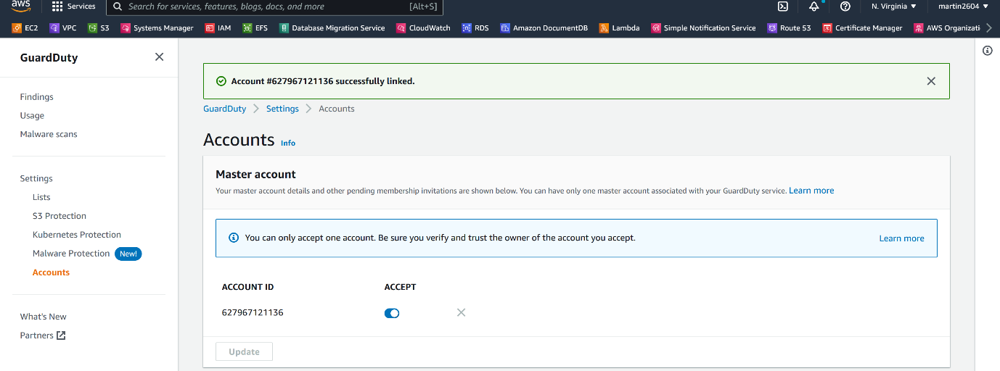 aws
Services
Search for services, features, blogs, docs, and more
[Alt+S]
N. Virginia ▼
martin2604 ▼
EC2
VPC
S3
Systems Manager
IAM
EFS
Database Migration Service
CloudWatch
RDS
Amazon DocumentDB
Lambda
Simple Notification Service
Route 53
Certificate Manager
AWS Organizati
GuardDuty
Findings
Usage
Malware scans
Settings
Lists
S3 Protection
Kubernetes Protection
Malware Protection New!
Accounts
What's New
Partners
Account #627967121136 successfully linked.
GuardDuty > Settings > Accounts
Accounts Info
Master account
Your master account details and other pending membership invitations are shown below. You can have only one master account associated with your GuardDuty service. Learn more
You can only accept one account. Be sure you verify and trust the owner of the account you accept.
Learn more
ACCOUNT ID ACCEPT
627967121136
Update